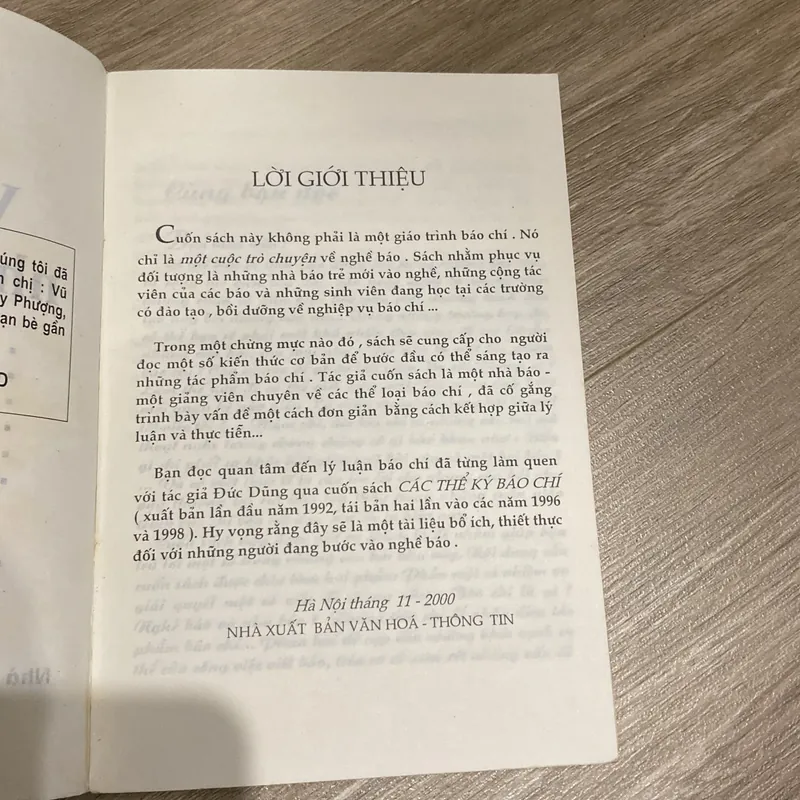 úng tôi đã
chị : Vũ
y Phượng,
ạn bè gần
LỜI GIỚI THIỆU
Cuốn sách này không phải là một giáo trình báo chí . Nó
chỉ là một cuộc trò chuyện về nghề báo . Sách nhằm phục vụ
đối tượng là những nhà báo trẻ mới vào nghề, những cộng tác
viên của các báo và những sinh viên đang học tại các trường
có đào tạo , bồi dưỡng về nghiệp vụ báo chí ...
Trong một chừng mực nào đó , sách sẽ cung cấp cho người
đọc một số kiến thức cơ bản để bước đầu có thể sáng tạo ra
những tác phẩm báo chí . Tác giả cuốn sách là một nhà báo -
một giảng viên chuyên về các thể loại báo chí , đã cố gắng
trình bày vấn đề một cách đơn giản bằng cách kết hợp giữa lý
luận và thực tiễn...
Bạn đọc quan tâm đến lý luận báo chí đã từng làm quen
với tác giả Đức Dũng qua cuốn sách CÁC THỂ KÝ BÁO CHÍ
( xuất bản lần đầu năm 1992, tái bản hai lần vào các năm 1996
và 1998 ). Hy vọng rằng đây sẽ là một tài liệu bổ ích, thiết thực
đối với những người đang bước vào nghề báo .
Hà Nội tháng 11 - 2000
NHÀ XUẤT BẢN VĂN HOÁ - THÔNG TIN